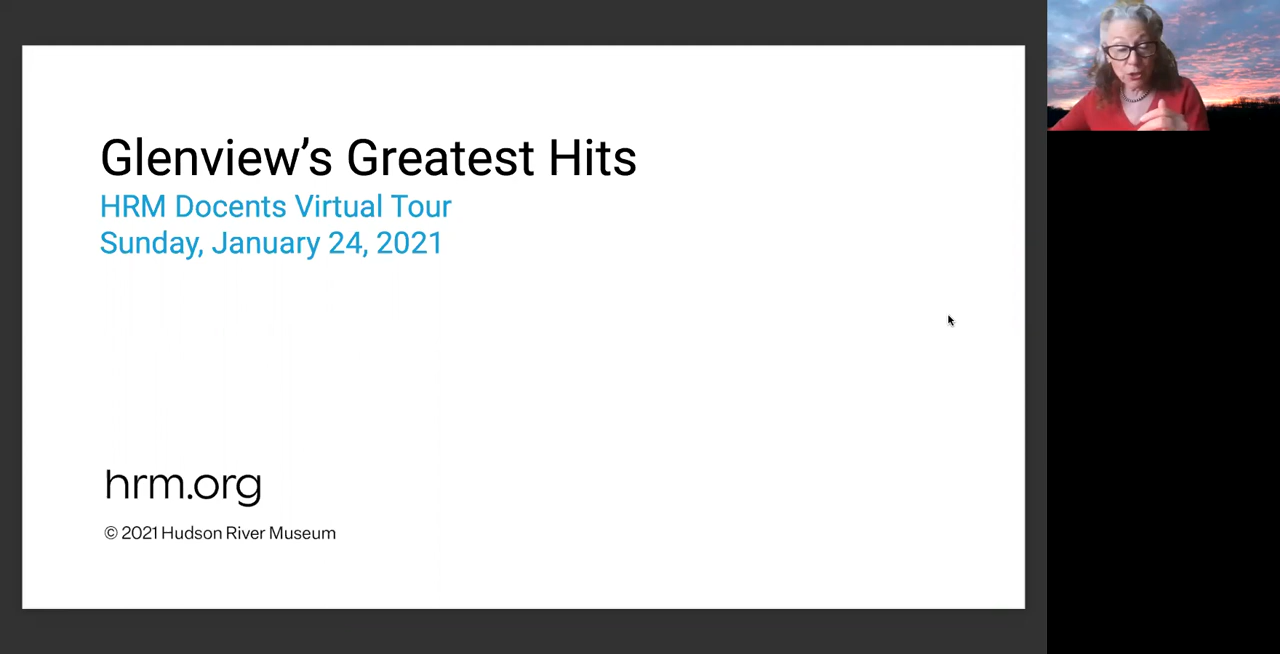 Glenview’s Greatest Hits
HRM Docents Virtual Tour
Sunday, January 24, 2021
hrm.org
© 2021 Hudson River Museum